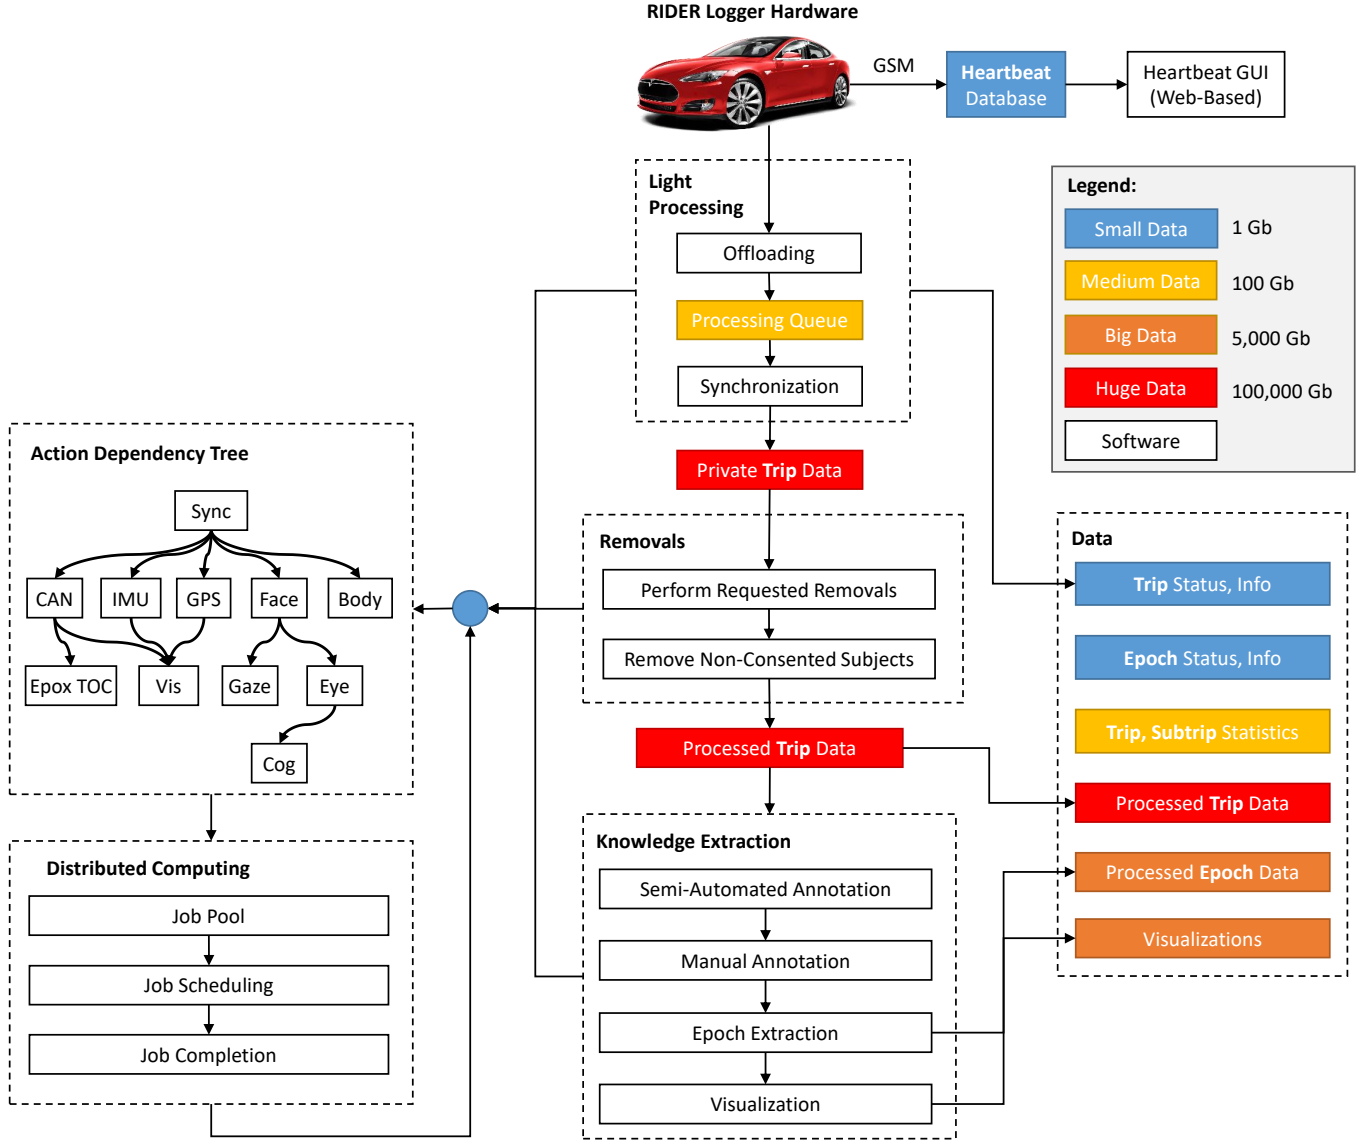 RIDER Logger Hardware
GSM
Heartbeat
Database
Heartbeat GUI
(Web-Based)
Light
Processing
Offloading
Processing Queue
Synchronization
Legend:
Small Data 1 Gb
Medium Data 100 Gb
Big Data 5,000 Gb
Huge Data 100,000 Gb
Software
Private Trip Data
Removals
Perform Requested Removals
Remove Non-Consented Subjects
Processed Trip Data
Knowledge Extraction
Semi-Automated Annotation
Manual Annotation
Epoch Extraction
Visualization
Action Dependency Tree
Sync
CAN IMU GPS Face Body
Epox TOC Vis Gaze Eye
Cog
Distributed Computing
Job Pool
Job Scheduling
Job Completion
Data
Trip Status, Info
Epoch Status, Info
Trip, Subtrip Statistics
Processed Trip Data
Processed Epoch Data
Visualizations